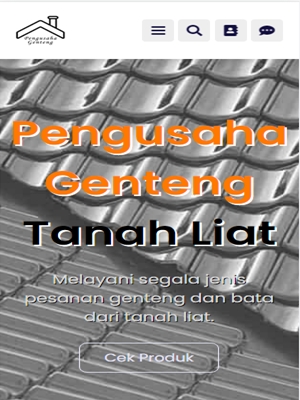 Pengusaha
Genteng
Pengusaha
Genteng
Tanah Liat
Melayani segala jenis
pesanan genteng dan bata
dari tanah liat.
Cek Produk